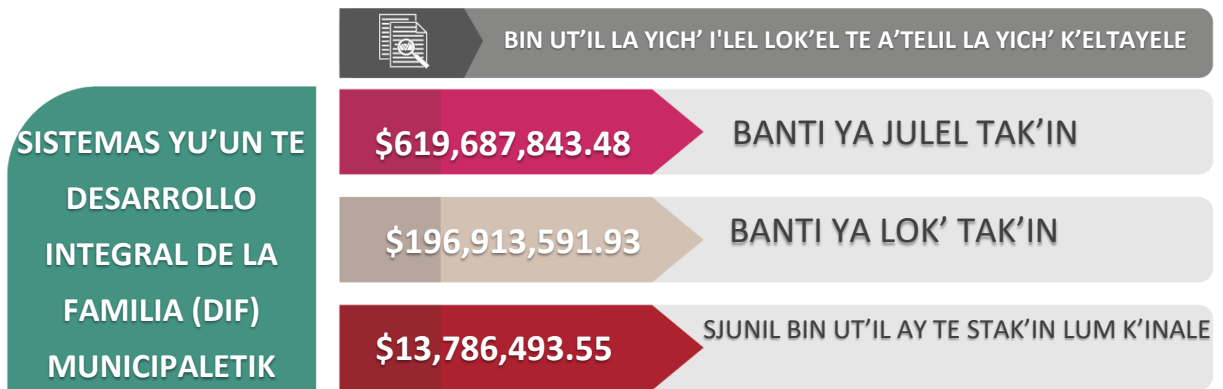 BIN UT’IL LA YICH’ I'LEL LOK’EL TE A’TELIL LA YICH’ K’ELTAYELE
SISTEMAS YU’UN TE
DESARROLLO
INTEGRAL DE LA
FAMILIA (DIF)
MUNICIPALETIK
$619,687,843.48
BANTI YA JULEL TAK’IN
$196,913,591.93
BANTI YA LOK’ TAK’IN
$13,786,493.55
SJUNIL BIN UT’IL AY TE STAK’IN LUM K’INALE